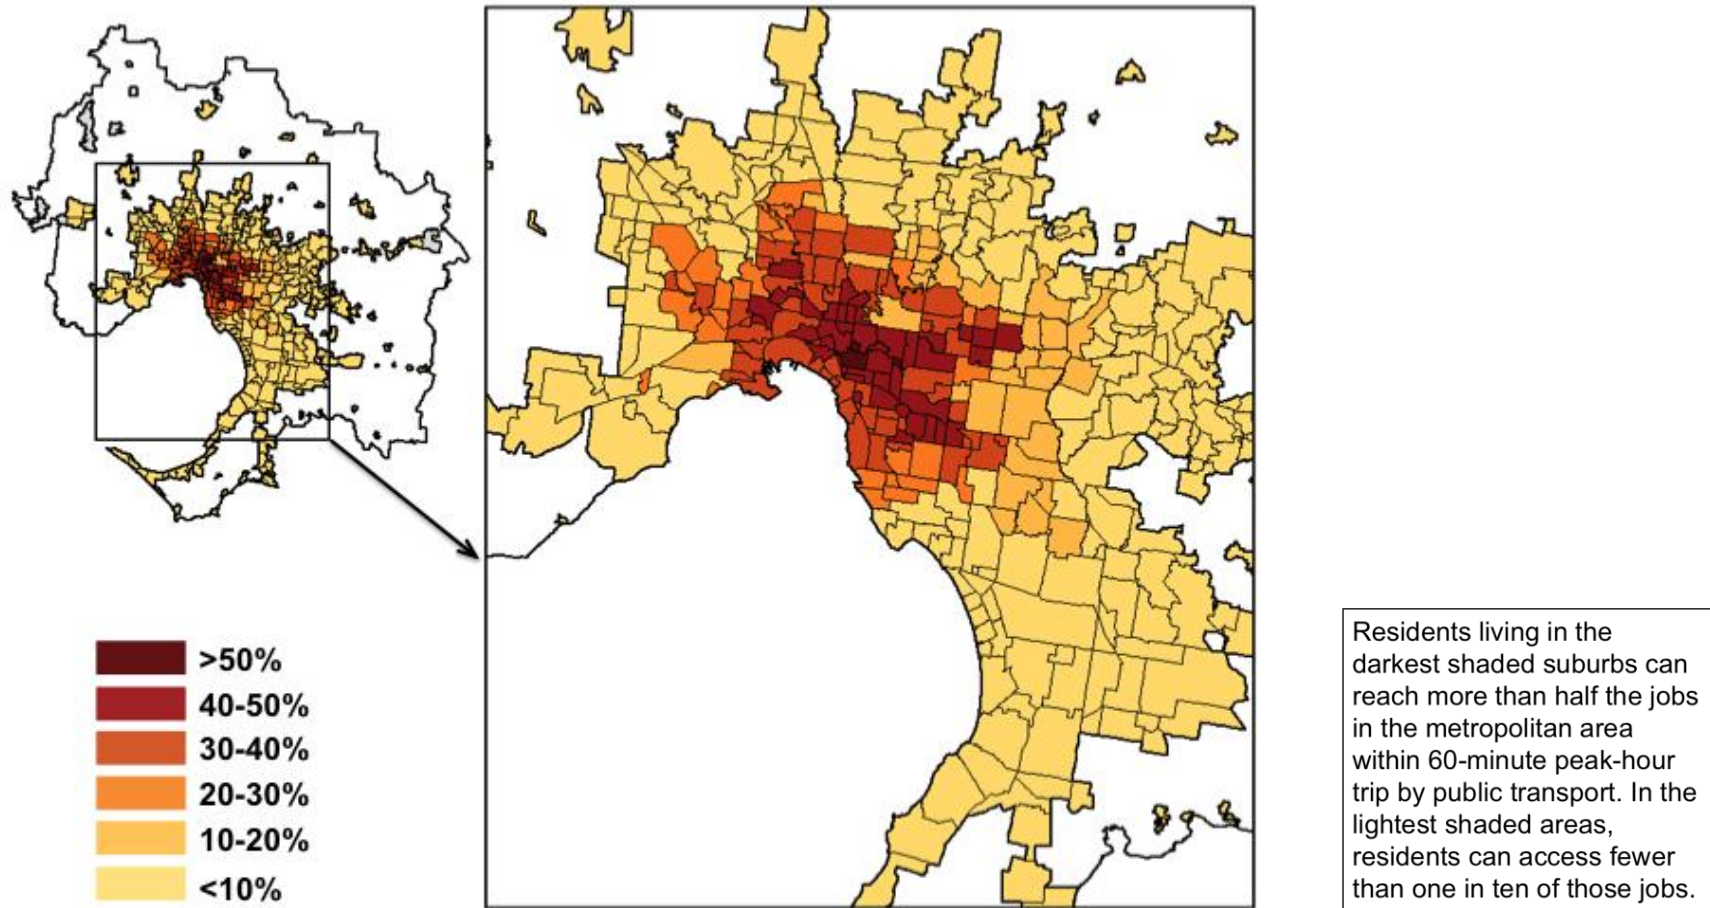 >50%
40-50%
30-40%
20-30%
10-20%
<10%
Residents living in the
darkest shaded suburbs can
reach more than half the jobs
in the metropolitan area
within 60-minute peak-hour
trip by public transport. In the
lightest shaded areas,
residents can access fewer
than one in ten of those jobs.